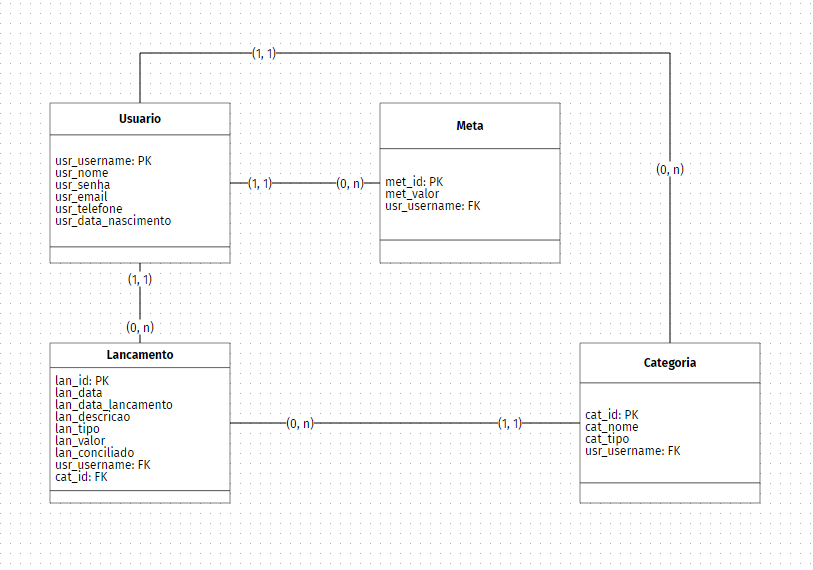 (1, 1)
Usuario
usr_username: PK
usr_nome
usr_senha
usr_email
usr_telefone
usr_data_nascimento
(1, 1)
(0, n)
Meta
met_id: PK
met_valor
usr_username: FK
(0, n)
(1, 1)
(0, n)
Lancamento
lan_id: PK
lan_data
lan_data_lancamento
lan_descricao
lan_tipo
lan_valor
lan_conciliado
usr_username: FK
cat_id: FK
(0, n)
(1, 1)
Categoria
cat_id: PK
cat_nome
cat_tipo
usr_username: FK